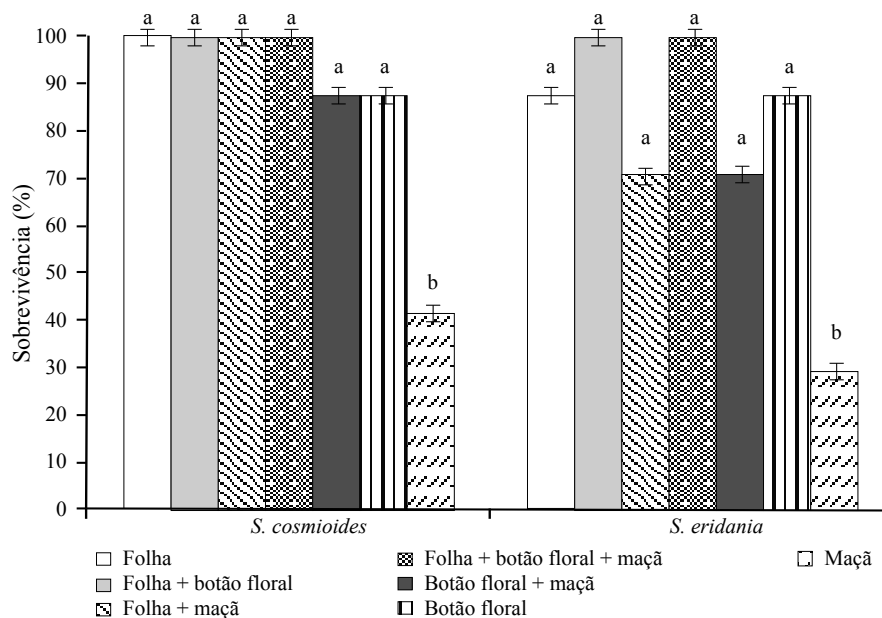 Sobrevivência (%)
100
90
80
70
60
50
40
30
20
10
0
a a a a a a b
a a a a a a b
S. cosmioides S. eridania
Folha Folha + botão floral + maçã Maçã
Folha + botão floral Botão floral + maçã
Folha + maçã Botão floral